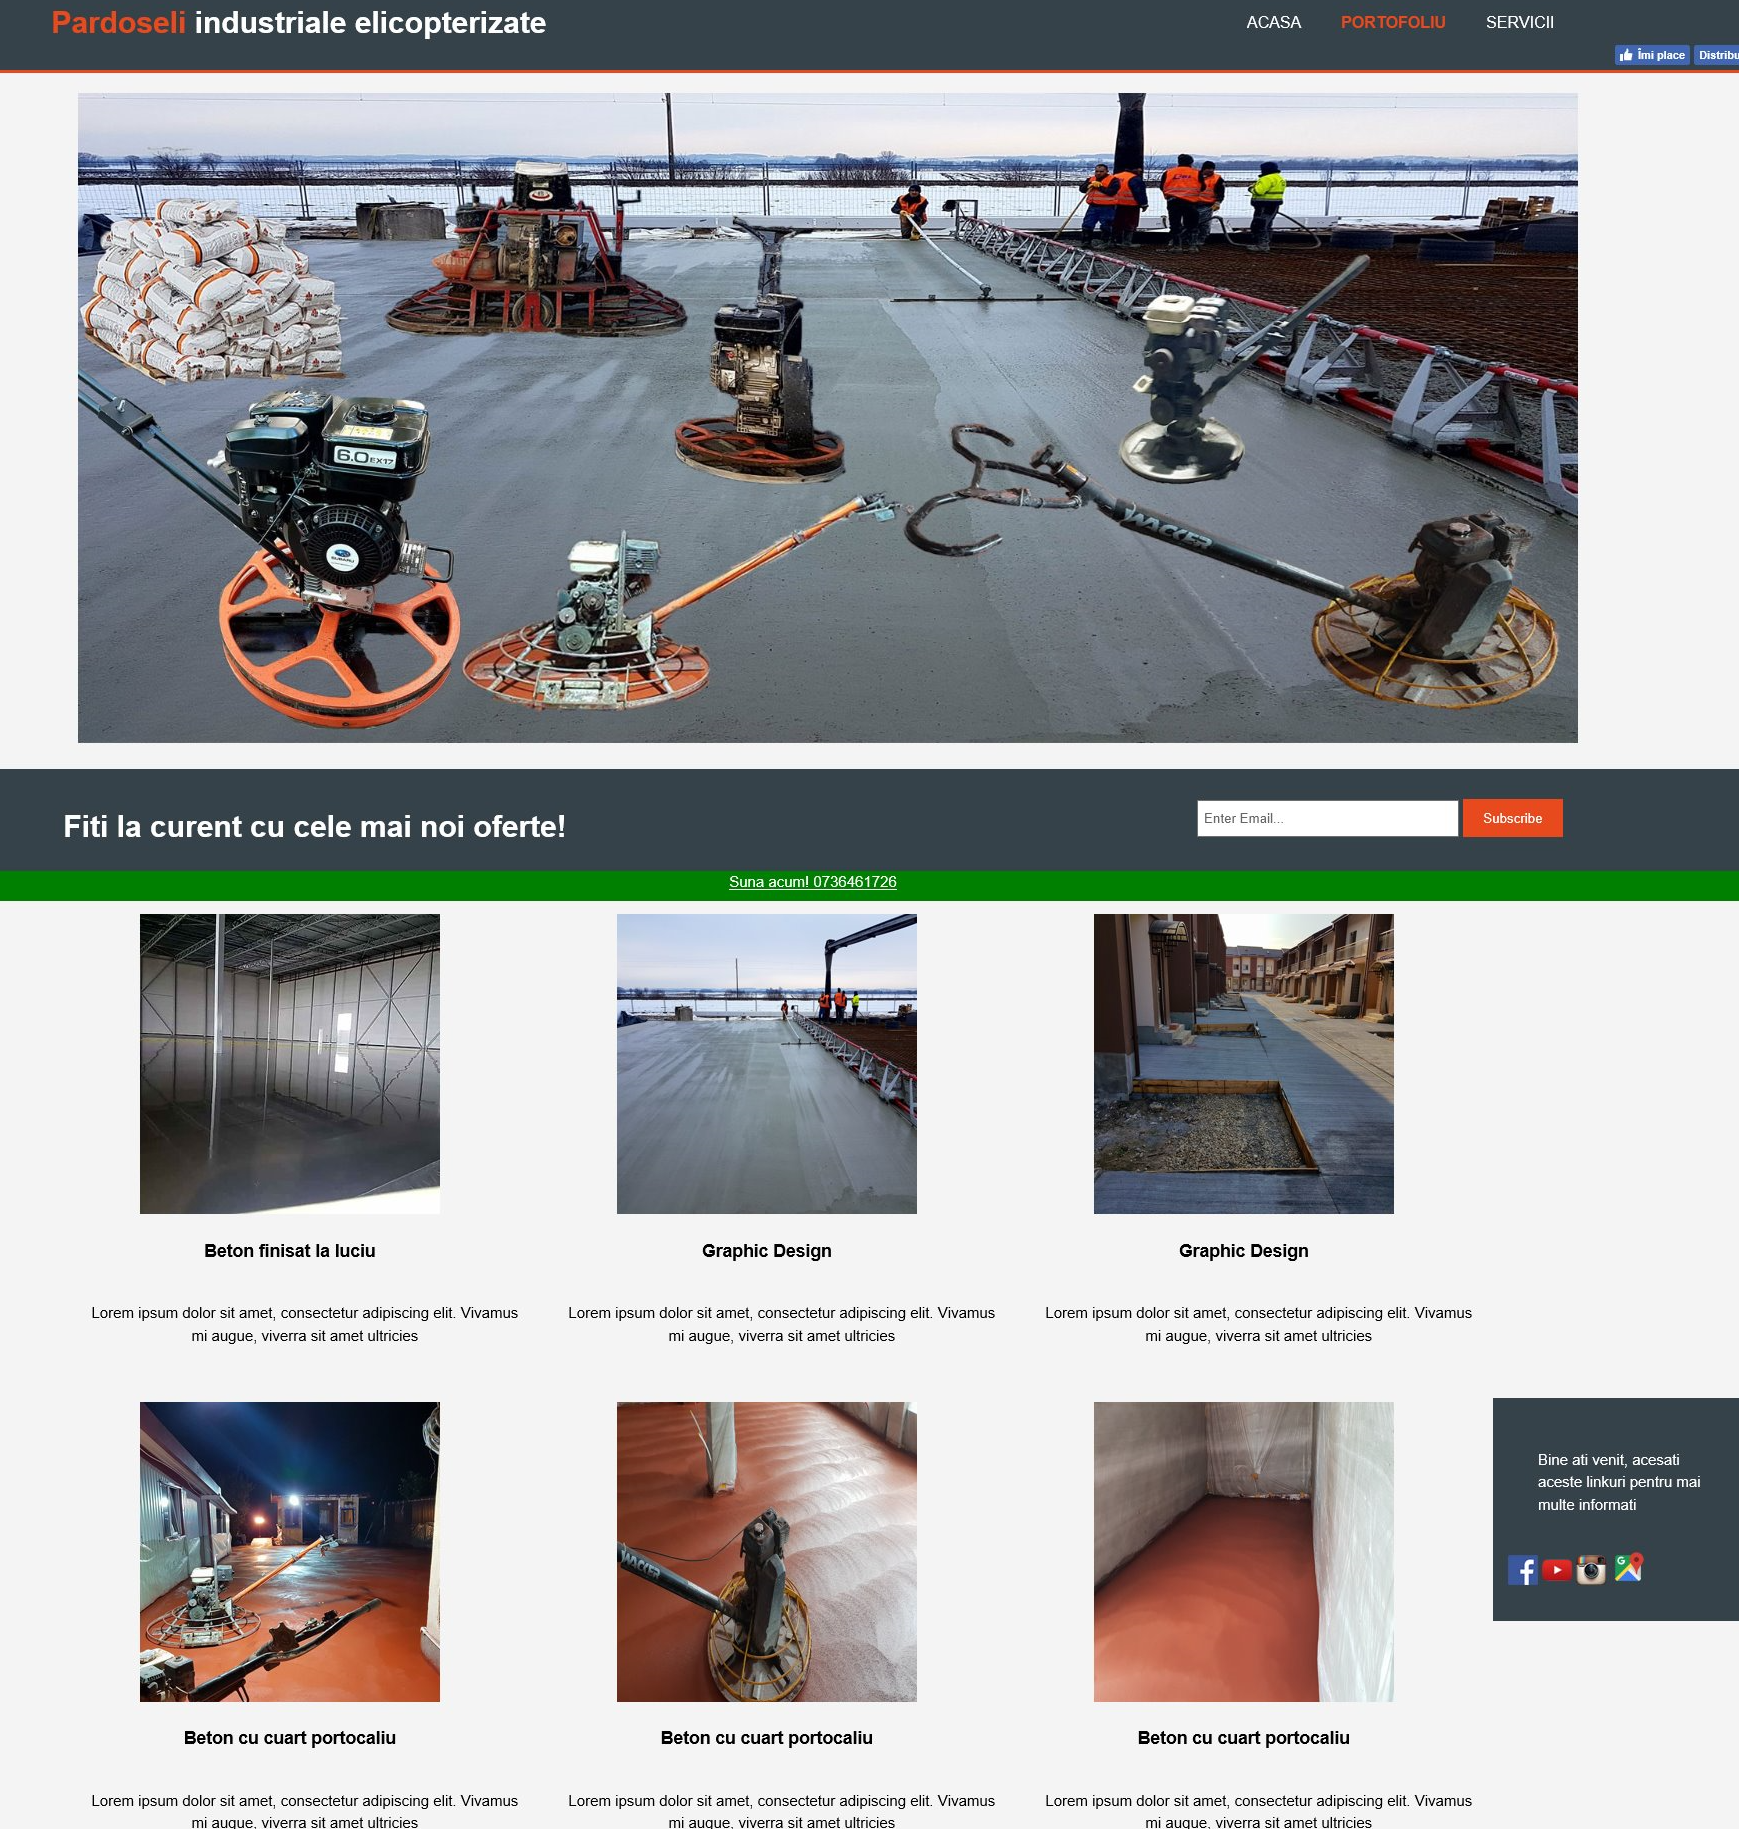 Pardoseli industriale elicopterizate
ACASA PORTOFOLIU SERVICII
Îmi place Distribu
6.0 EX17
SUBARU
WACKER
Fiti la curent cu cele mai noi oferte!
Enter Email... Subscribe
Suna acum! 0736461726
Beton finisat la luciu
Graphic Design
Graphic Design
Lorem ipsum dolor sit amet, consectetur adipiscing elit. Vivamus
mi augue, viverra sit amet ultricies
Lorem ipsum dolor sit amet, consectetur adipiscing elit. Vivamus
mi augue, viverra sit amet ultricies
Lorem ipsum dolor sit amet, consectetur adipiscing elit. Vivamus
mi augue, viverra sit amet ultricies
Bine ati venit, acesati
aceste linkuri pentru mai
multe informati
WACKER
Beton cu cuart portocaliu
Beton cu cuart portocaliu
Beton cu cuart portocaliu
Lorem ipsum dolor sit amet, consectetur adipiscing elit. Vivamus
mi augue, viverra sit amet ultricies
Lorem ipsum dolor sit amet, consectetur adipiscing elit. Vivamus
mi augue, viverra sit amet ultricies
Lorem ipsum dolor sit amet, consectetur adipiscing elit. Vivamus
mi augue, viverra sit amet ultricies